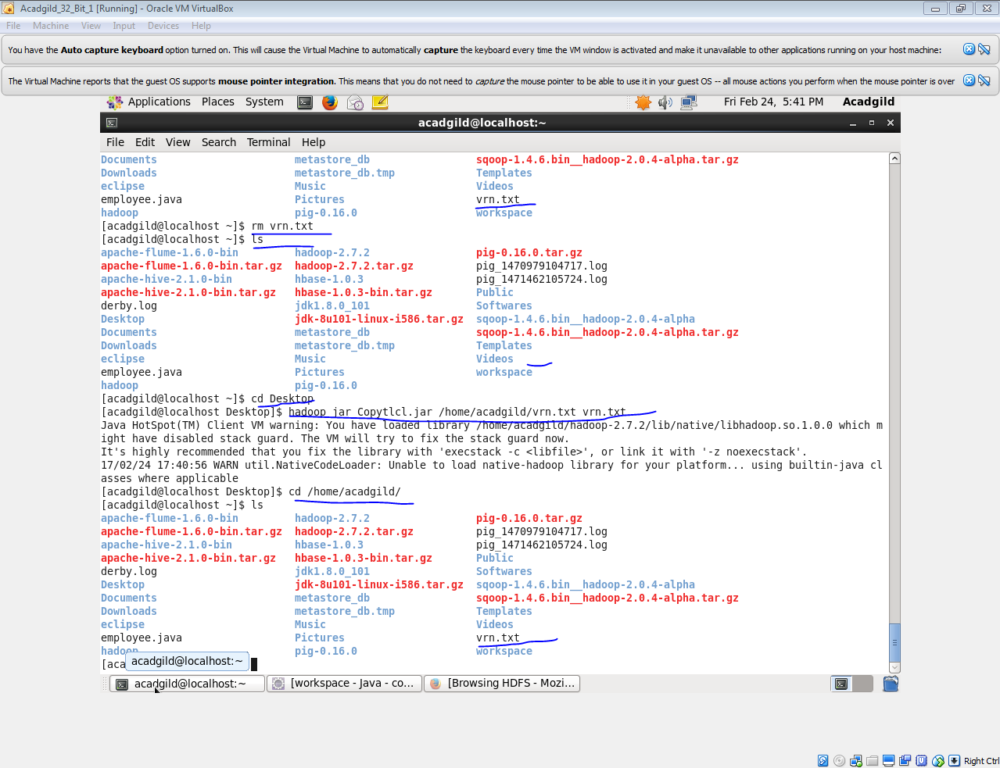 Acadgild_32_Bit_1 [Running] - Oracle VM VirtualBox
File Machine View Input Devices Help
You have the Auto capture keyboard option turned on. This will cause the Virtual Machine to automatically capture the keyboard every time the VM window is activated and make it unavailable to other applications running on your host machine:
The Virtual Machine reports that the guest OS supports mouse pointer integration. This means that you do not need to capture the mouse pointer to be able to use it in your guest OS -- all mouse actions you perform when the mouse pointer is over
Applications Places System Fri Feb 24, 5:41 PM Acadgild
acadgild@localhost:~
File Edit View Search Terminal Help
Documents metastore_db sqoop-1.4.6.bin__hadoop-2.0.4-alpha.tar.gz
Downloads metastore_db.tmp Templates
eclipse Music Videos
employee.java Pictures vrn.txt
hadoop pig-0.16.0 workspace
[acadgild@localhost ~]$ rm vrn.txt
[acadgild@localhost ~]$ ls
apache-flume-1.6.0-bin hadoop-2.7.2 pig-0.16.0.tar.gz
apache-flume-1.6.0-bin.tar.gz hadoop-2.7.2.tar.gz pig_1470979104717.log
apache-hive-2.1.0-bin hbase-1.0.3 pig_1471462105724.log
apache-hive-2.1.0-bin.tar.gz hbase-1.0.3-bin.tar.gz Public
derby.log jdk1.8.0_101 Softwares
Desktop jdk-8u101-linux-i586.tar.gz sqoop-1.4.6.bin__hadoop-2.0.4-alpha
Documents metastore_db sqoop-1.4.6.bin__hadoop-2.0.4-alpha.tar.gz
Downloads metastore_db.tmp Templates
eclipse Music Videos
employee.java Pictures workspace
hadoop pig-0.16.0
[acadgild@localhost ~]$ cd Desktop
[acadgild@localhost Desktop]$ hadoop jar Copytlcl.jar /home/acadgild/vrn.txt vrn.txt
Java HotSpot(TM) Client VM warning: You have loaded library /home/acadgild/hadoop-2.7.2/lib/native/libhadoop.so.1.0.0 which m
ight have disabled stack guard. The VM will try to fix the stack guard now.
It's highly recommended that you fix the library with 'execstack -c <libfile>', or link it with '-z noexecstack'.
17/02/24 17:40:56 WARN util.NativeCodeLoader: Unable to load native-hadoop library for your platform... using builtin-java cl
asses where applicable
[acadgild@localhost Desktop]$ cd /home/acadgild/
[acadgild@localhost ~]$ ls
apache-flume-1.6.0-bin hadoop-2.7.2 pig-0.16.0.tar.gz
apache-flume-1.6.0-bin.tar.gz hadoop-2.7.2.tar.gz pig_1470979104717.log
apache-hive-2.1.0-bin hbase-1.0.3 pig_1471462105724.log
apache-hive-2.1.0-bin.tar.gz hbase-1.0.3-bin.tar.gz Public
derby.log jdk1.8.0_101 Softwares
Desktop jdk-8u101-linux-i586.tar.gz sqoop-1.4.6.bin__hadoop-2.0.4-alpha
Documents metastore_db sqoop-1.4.6.bin__hadoop-2.0.4-alpha.tar.gz
Downloads metastore_db.tmp Templates
eclipse Music Videos
employee.java Pictures vrn.txt
hadoop pig-0.16.0 workspace
[aca
acadgild@localhost:~
acadgild@localhost:~ [workspace - Java - co... [Browsing HDFS - Mozi...
Right Ctrl